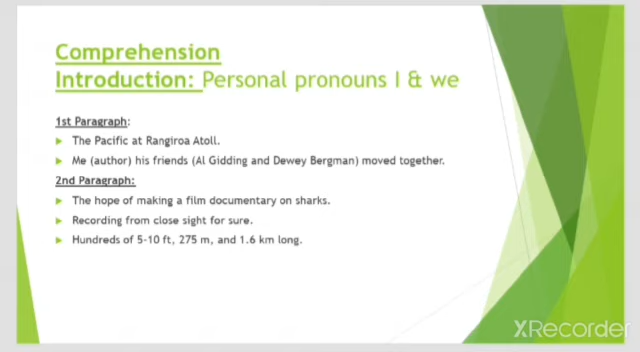 Comprehension
Introduction: Personal pronouns I & we
1st Paragraph:
The Pacific at Rangiroa Atoll.
Me (author) his friends (Al Gidding and Dewey Bergman) moved together.
2nd Paragraph:
The hope of making a film documentary on sharks.
Recording from close sight for sure.
Hundreds of 5-10 ft, 275 m, and 1.6 km long.
XRecorder